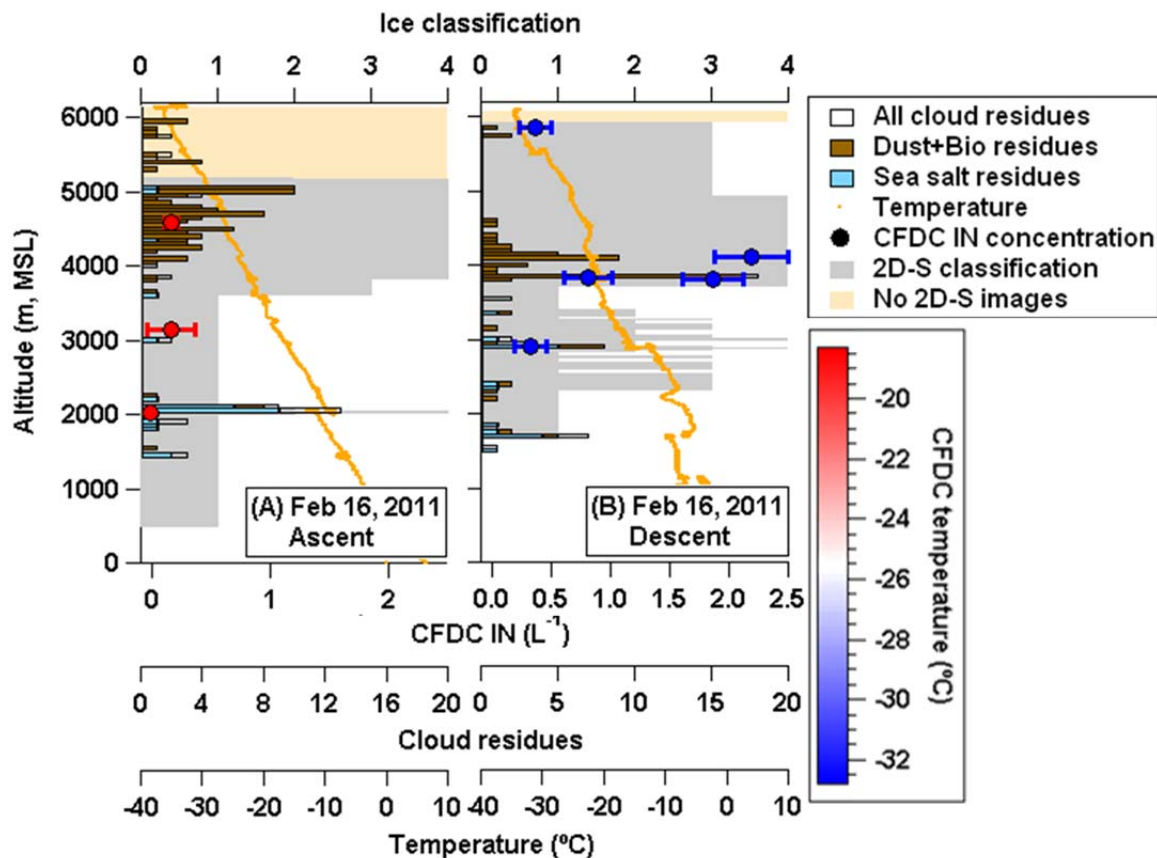 Ice classification
0 1 2 3 4
0 1 2 3 4
6000
5000
4000
3000
2000
1000
0
Altitude (m, MSL)
(A) Feb 16, 2011
Ascent
(B) Feb 16, 2011
Descent
0 1 2
0.0 0.5 1.0 1.5 2.0 2.5
CFDC IN (L⁻¹)
0 4 8 12 16 20
0 5 10 15 20
Cloud residues
-40 -30 -20 -10 0 10
-40 -30 -20 -10 0 10
Temperature (ºC)
All cloud residues
Dust+Bio residues
Sea salt residues
Temperature
CFDC IN concentration
2D-S classification
No 2D-S images
-20
-22
-24
-26
-28
-30
-32
CFDC temperature (ºC)